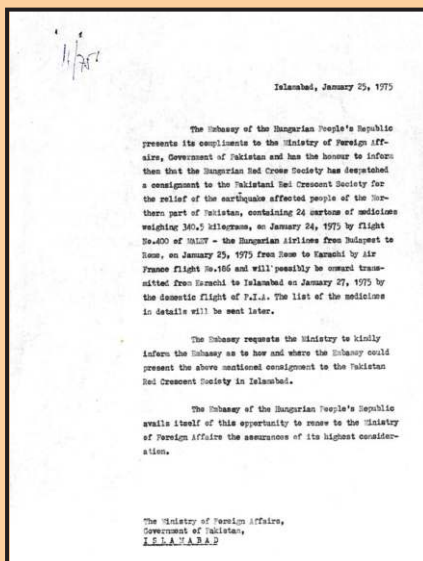 Islamabad, January 25, 1975
The Embassy of the Hungarian People's Republic
presents its compliments to the Ministry of Foreign Aff-
airs, Government of Pakistan and has the honour to inform
them that the Hungarian Red Cross Society has despatched
a consignment to the Pakistani Red Crescent Society for
the relief of the earthquake affected people of the Nor-
thern part of Pakistan, containing 24 cartons of medicines
weighing 340.5 kilograms, on January 24, 1975 by flight
No.400 of MALEV - the Hungarian Airlines from Budapest to
Rome, on January 25, 1975 from Rome to Karachi by Air
France flight No.186 and will possibly be onward trans-
mitted from Karachi to Islamabad on January 27, 1975 by
the domestic flight of P.I.A. The list of the medicines
in details will be sent later.
The Embassy requests the Ministry to kindly
inform the Embassy as to how and where the Embassy could
present the above mentioned consignment to the Pakistan
Red Crescent Society in Islamabad.
The Embassy of the Hungarian People's Republic
avails itself of this opportunity to renew to the Ministry
of Foreign Affairs the assurances of its highest consider-
ation.
The Ministry of Foreign Affairs,
Government of Pakistan,
ISLAMABAD